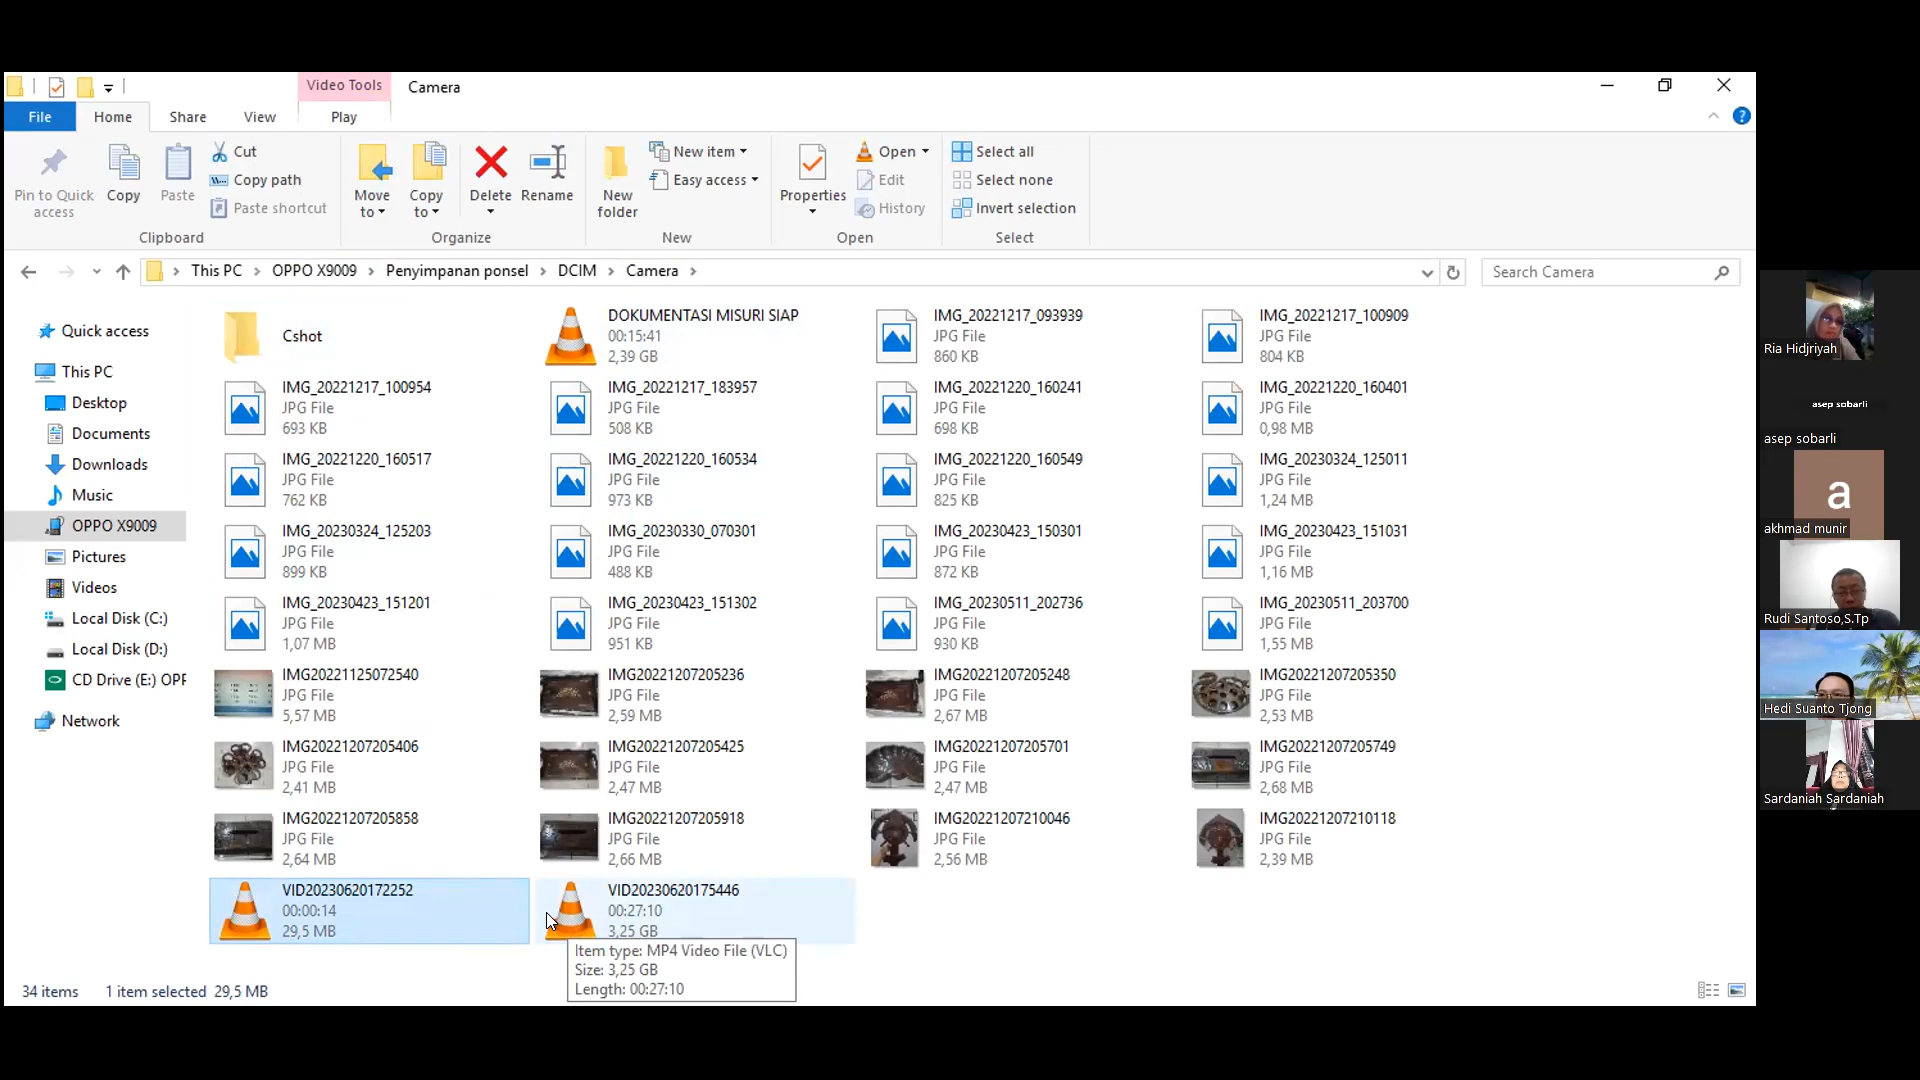 Video Tools
Camera
File
Home
Share
View
Play
Pin to Quick
access
Copy
Paste
Cut
Copy path
Paste shortcut
Clipboard
Move
to
Copy
to
Delete
Rename
Organize
New
folder
New item
Easy access
New
Properties
Open
Edit
History
Open
Select all
Select none
Invert selection
Select
This PC
OPPO X9009
Penyimpanan ponsel
DCIM
Camera
Search Camera
Quick access
This PC
Desktop
Documents
Downloads
Music
OPPO X9009
Pictures
Videos
Local Disk (C:)
Local Disk (D:)
CD Drive (E:) OPF
Network
Cshot
DOKUMENTASI MISURI SIAP
00:15:41
2,39 GB
IMG_20221217_093939
JPG File
860 KB
IMG_20221217_100909
JPG File
804 KB
IMG_20221217_100954
JPG File
693 KB
IMG_20221217_183957
JPG File
508 KB
IMG_20221220_160241
JPG File
698 KB
IMG_20221220_160401
JPG File
0,98 MB
IMG_20221220_160517
JPG File
762 KB
IMG_20221220_160534
JPG File
973 KB
IMG_20221220_160549
JPG File
825 KB
IMG_20230324_125011
JPG File
1,24 MB
IMG_20230324_125203
JPG File
899 KB
IMG_20230330_070301
JPG File
488 KB
IMG_20230423_150301
JPG File
872 KB
IMG_20230423_151031
JPG File
1,16 MB
IMG_20230423_151201
JPG File
1,07 MB
IMG_20230423_151302
JPG File
951 KB
IMG_20230511_202736
JPG File
930 KB
IMG_20230511_203700
JPG File
1,55 MB
IMG20221125072540
JPG File
5,57 MB
IMG20221207205236
JPG File
2,59 MB
IMG20221207205248
JPG File
2,67 MB
IMG20221207205350
JPG File
2,53 MB
IMG20221207205406
JPG File
2,41 MB
IMG20221207205425
JPG File
2,47 MB
IMG20221207205701
JPG File
2,47 MB
IMG20221207205749
JPG File
2,68 MB
IMG20221207205858
JPG File
2,64 MB
IMG20221207205918
JPG File
2,66 MB
IMG20221207210046
JPG File
2,56 MB
IMG20221207210118
JPG File
2,39 MB
VID20230620172252
00:00:14
29,5 MB
VID20230620175446
00:27:10
3,25 GB
Item type: MP4 Video File (VLC)
Size: 3,25 GB
Length: 00:27:10
34 items
1 item selected 29,5 MB
Ria Hidjriyah
asep sobarli
asep sobarli
a
akhmad munir
Rudi Santoso,S.Tp
Hedi Suanto Tjong
Sardaniah Sardaniah